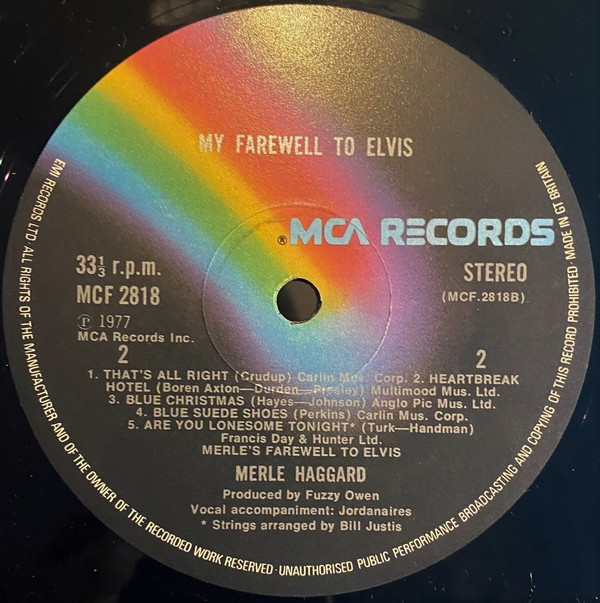 MY FAREWELL TO ELVIS
® MCA RECORDS
33⅓ r.p.m.
MCF 2818
STEREO
(MCF.2818B)
℗ 1977
MCA Records Inc.
2
2
1. THAT'S ALL RIGHT (Crudup) Carlin Mus. Corp. 2. HEARTBREAK
HOTEL (Boren Axton—Durden—Presley) Multimood Mus. Ltd.
3. BLUE CHRISTMAS (Hayes—Johnson) Anglo Pic Mus. Ltd.
4. BLUE SUEDE SHOES (Perkins) Carlin Mus. Corp.
5. ARE YOU LONESOME TONIGHT* (Turk—Handman)
Francis Day & Hunter Ltd.
MERLE'S FAREWELL TO ELVIS
MERLE HAGGARD
Produced by Fuzzy Owen
Vocal accompaniment: Jordanaires
* Strings arranged by Bill Justis
EMI RECORDS LTD ALL RIGHTS OF THE MANUFACTURER AND OF THE OWNER OF THE RECORDED WORK RESERVED · UNAUTHORISED PUBLIC PERFORMANCE BROADCASTING AND COPYING OF THIS RECORD PROHIBITED · MADE IN GT BRITAIN